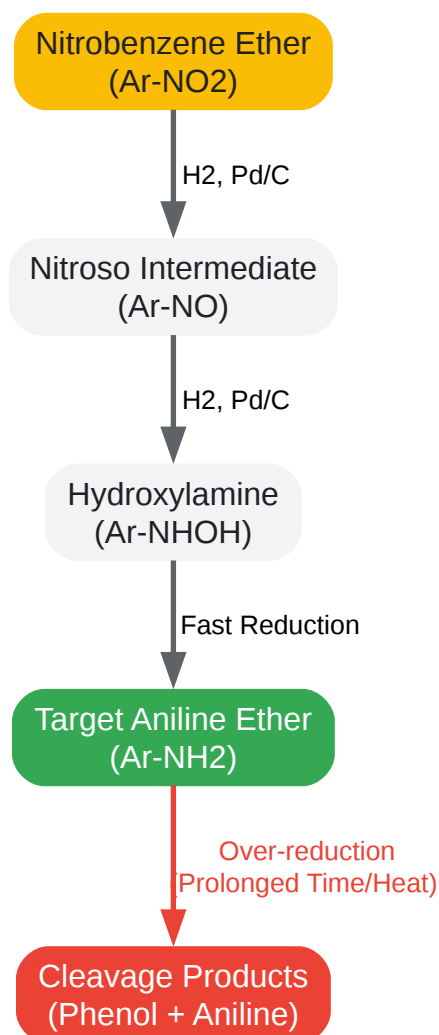 Nitrobenzene Ether
(Ar-NO2)
H2, Pd/C
Nitroso Intermediate
(Ar-NO)
H2, Pd/C
Hydroxylamine
(Ar-NHOH)
Fast Reduction
Target Aniline Ether
(Ar-NH2)
Over-reduction
(Prolonged Time/Heat)
Cleavage Products
(Phenol + Aniline)